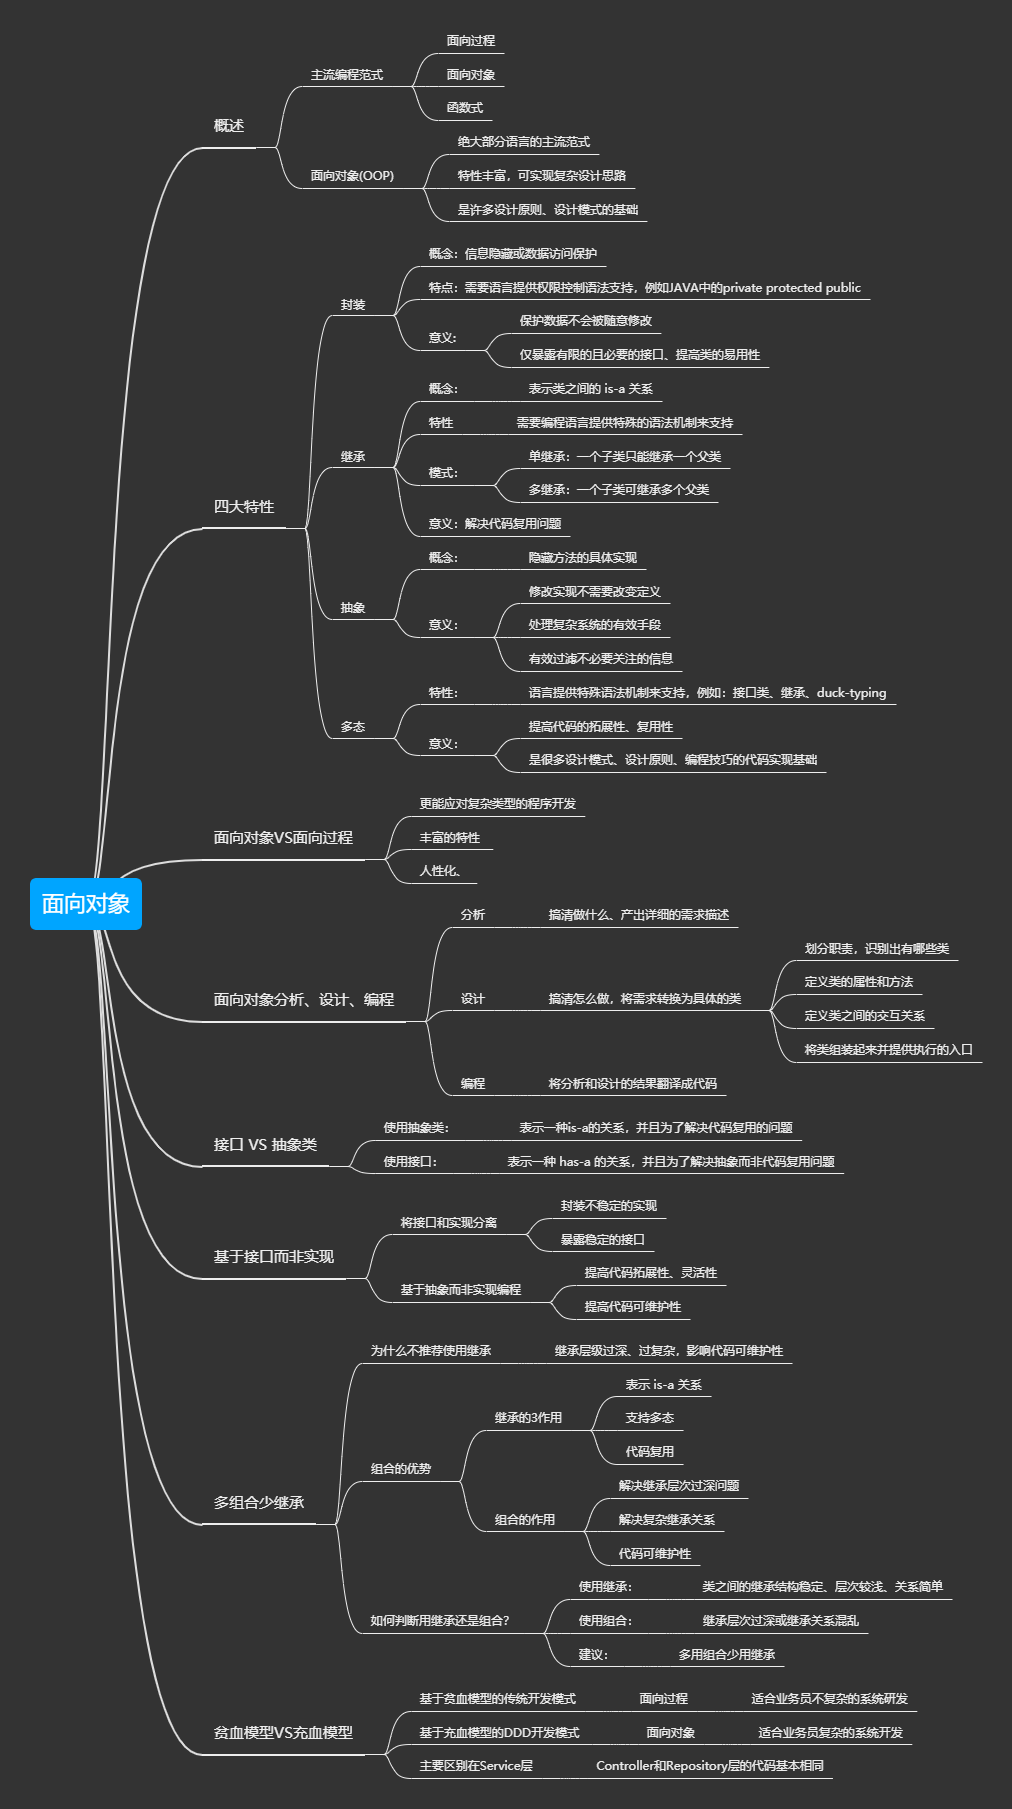 面向对象
概述
主流编程范式
面向过程
面向对象
函数式
面向对象(OOP)
绝大部分语言的主流范式
特性丰富，可实现复杂设计思路
是许多设计原则、设计模式的基础
四大特性
封装
概念：信息隐藏或数据访问保护
特点：需要语言提供权限控制语法支持，例如JAVA中的private protected public
意义:
保护数据不会被随意修改
仅暴露有限的且必要的接口、提高类的易用性
继承
概念：
表示类之间的 is-a 关系
特性
需要编程语言提供特殊的语法机制来支持
模式：
单继承：一个子类只能继承一个父类
多继承：一个子类可继承多个父类
意义：解决代码复用问题
抽象
概念：
隐藏方法的具体实现
意义：
修改实现不需要改变定义
处理复杂系统的有效手段
有效过滤不必要关注的信息
多态
特性：
语言提供特殊语法机制来支持，例如：接口类、继承、duck-typing
意义：
提高代码的拓展性、复用性
是很多设计模式、设计原则、编程技巧的代码实现基础
面向对象VS面向过程
更能应对复杂类型的程序开发
丰富的特性
人性化、
面向对象分析、设计、编程
分析
搞清做什么、产出详细的需求描述
设计
搞清怎么做，将需求转换为具体的类
划分职责，识别出有哪些类
定义类的属性和方法
定义类之间的交互关系
将类组装起来并提供执行的入口
编程
将分析和设计的结果翻译成代码
接口 VS 抽象类
使用抽象类：
表示一种is-a的关系，并且为了解决代码复用的问题
使用接口：
表示一种 has-a 的关系，并且为了解决抽象而非代码复用问题
基于接口而非实现
将接口和实现分离
封装不稳定的实现
暴露稳定的接口
基于抽象而非实现编程
提高代码拓展性、灵活性
提高代码可维护性
多组合少继承
为什么不推荐使用继承
继承层级过深、过复杂，影响代码可维护性
组合的优势
继承的3作用
表示 is-a 关系
支持多态
代码复用
组合的作用
解决继承层次过深问题
解决复杂继承关系
代码可维护性
如何判断用继承还是组合？
使用继承：
类之间的继承结构稳定、层次较浅、关系简单
使用组合：
继承层次过深或继承关系混乱
建议：
多用组合少用继承
贫血模型VS充血模型
基于贫血模型的传统开发模式
面向过程
适合业务员不复杂的系统研发
基于充血模型的DDD开发模式
面向对象
适合业务员复杂的系统开发
主要区别在Service层
Controller和Repository层的代码基本相同